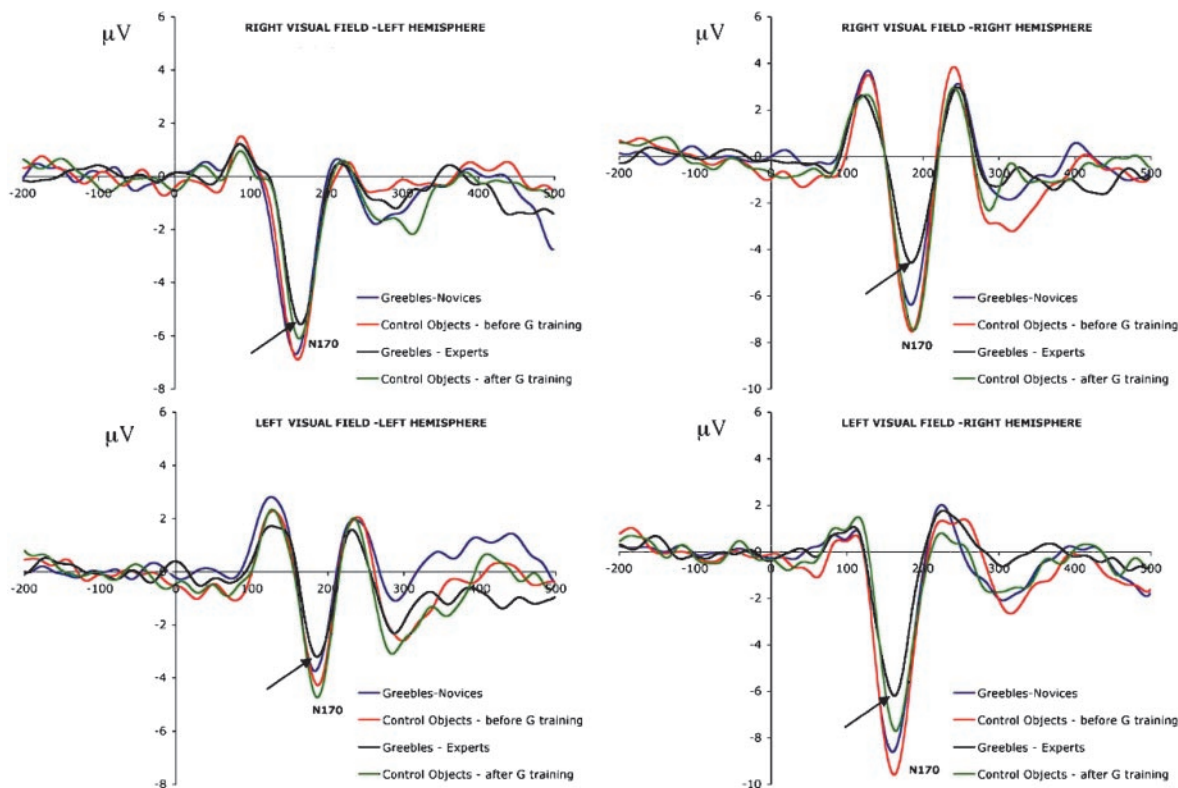 μV
RIGHT VISUAL FIELD -LEFT HEMISPHERE
6
4
2
0
-200 -100 0 100 200 300 400 500
-2
-4
-6
-8
N170
Greebles-Novices
Control Objects - before G training
Greebles - Experts
Control Objects - after G training
μV
RIGHT VISUAL FIELD -RIGHT HEMISPHERE
6
4
2
0
-200 -100 0 100 200 300 400 500
-2
-4
-6
-8
-10
N170
Greebles-Novices
Control Objects - before G training
Greebles - Experts
Control Objects - after G training
μV
LEFT VISUAL FIELD -LEFT HEMISPHERE
6
4
2
0
-200 -100 0 100 200 300 400 500
-2
-4
-6
-8
N170
Greebles-Novices
Control Objects - before G training
Greebles - Experts
Control Objects - after G training
μV
LEFT VISUAL FIELD -RIGHT HEMISPHERE
6
4
2
0
-200 -100 0 100 200 300 400 500
-2
-4
-6
-8
-10
N170
Greebles-Novices
Control Objects - before G training
Greebles - Experts
Control Objects - after G training